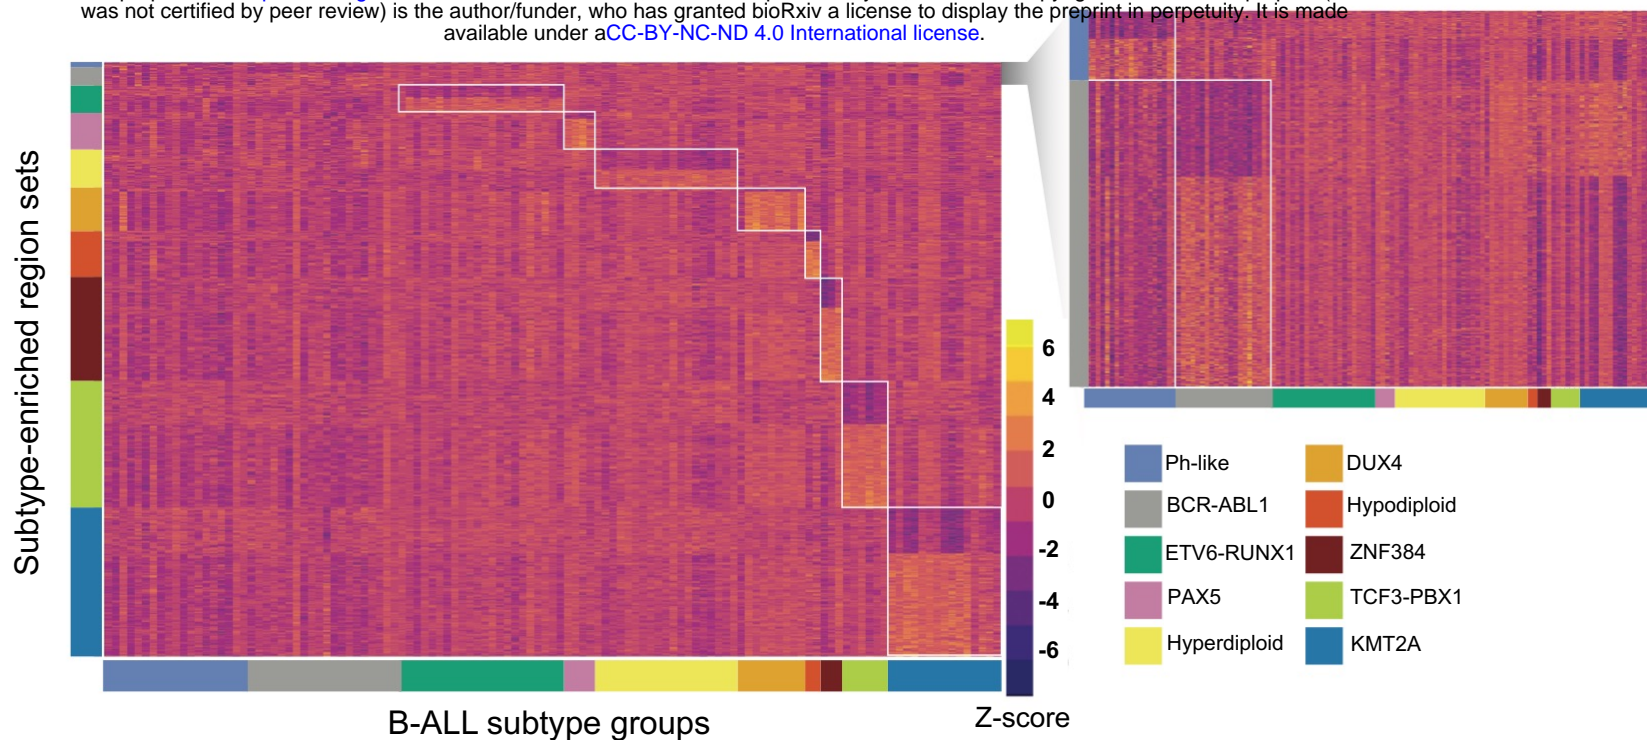 was not certified by peer review) is the author/funder, who has granted bioRxiv a license to display the preprint in perpetuity. It is made
available under aCC-BY-NC-ND 4.0 International license.
Subtype-enriched region sets
B-ALL subtype groups
6
4
2
0
-2
-4
-6
Z-score
Ph-like
BCR-ABL1
ETV6-RUNX1
PAX5
Hyperdiploid
DUX4
Hypodiploid
ZNF384
TCF3-PBX1
KMT2A